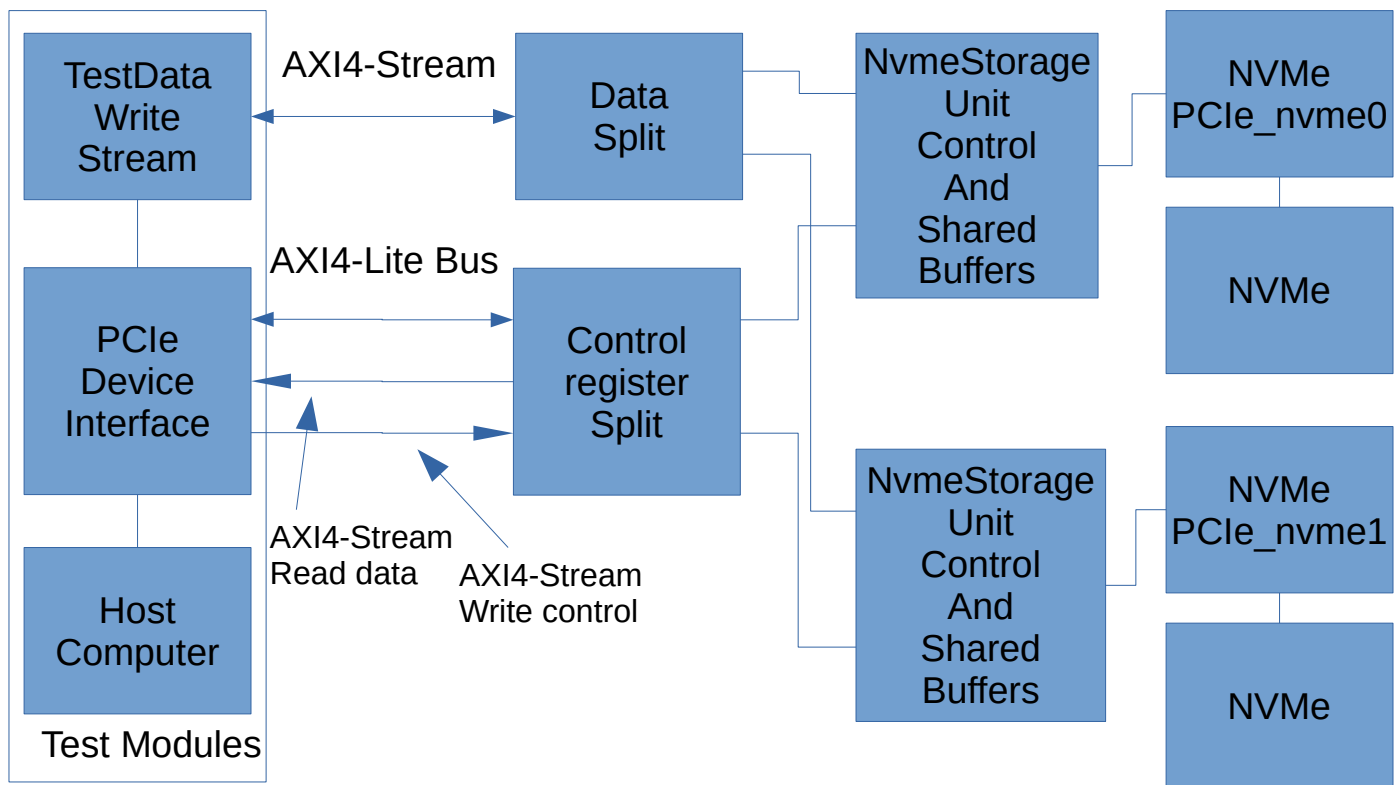 TestData
Write
Stream
AXI4-Stream
Data
Split
NvmeStorage
Unit
Control
And
Shared
Buffers
NVMe
PCIe_nvme0
NVMe
PCIe
Device
Interface
AXI4-Lite Bus
Control
register
Split
AXI4-Stream
Read data
AXI4-Stream
Write control
NvmeStorage
Unit
Control
And
Shared
Buffers
NVMe
PCIe_nvme1
NVMe
Host
Computer
Test Modules